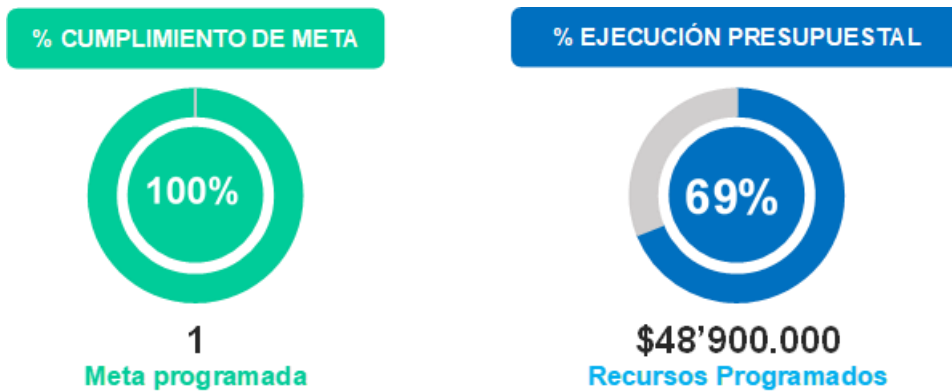 % CUMPLIMIENTO DE META
100%
1
Meta programada
% EJECUCIÓN PRESUPUESTAL
69%
$48’900.000
Recursos Programados